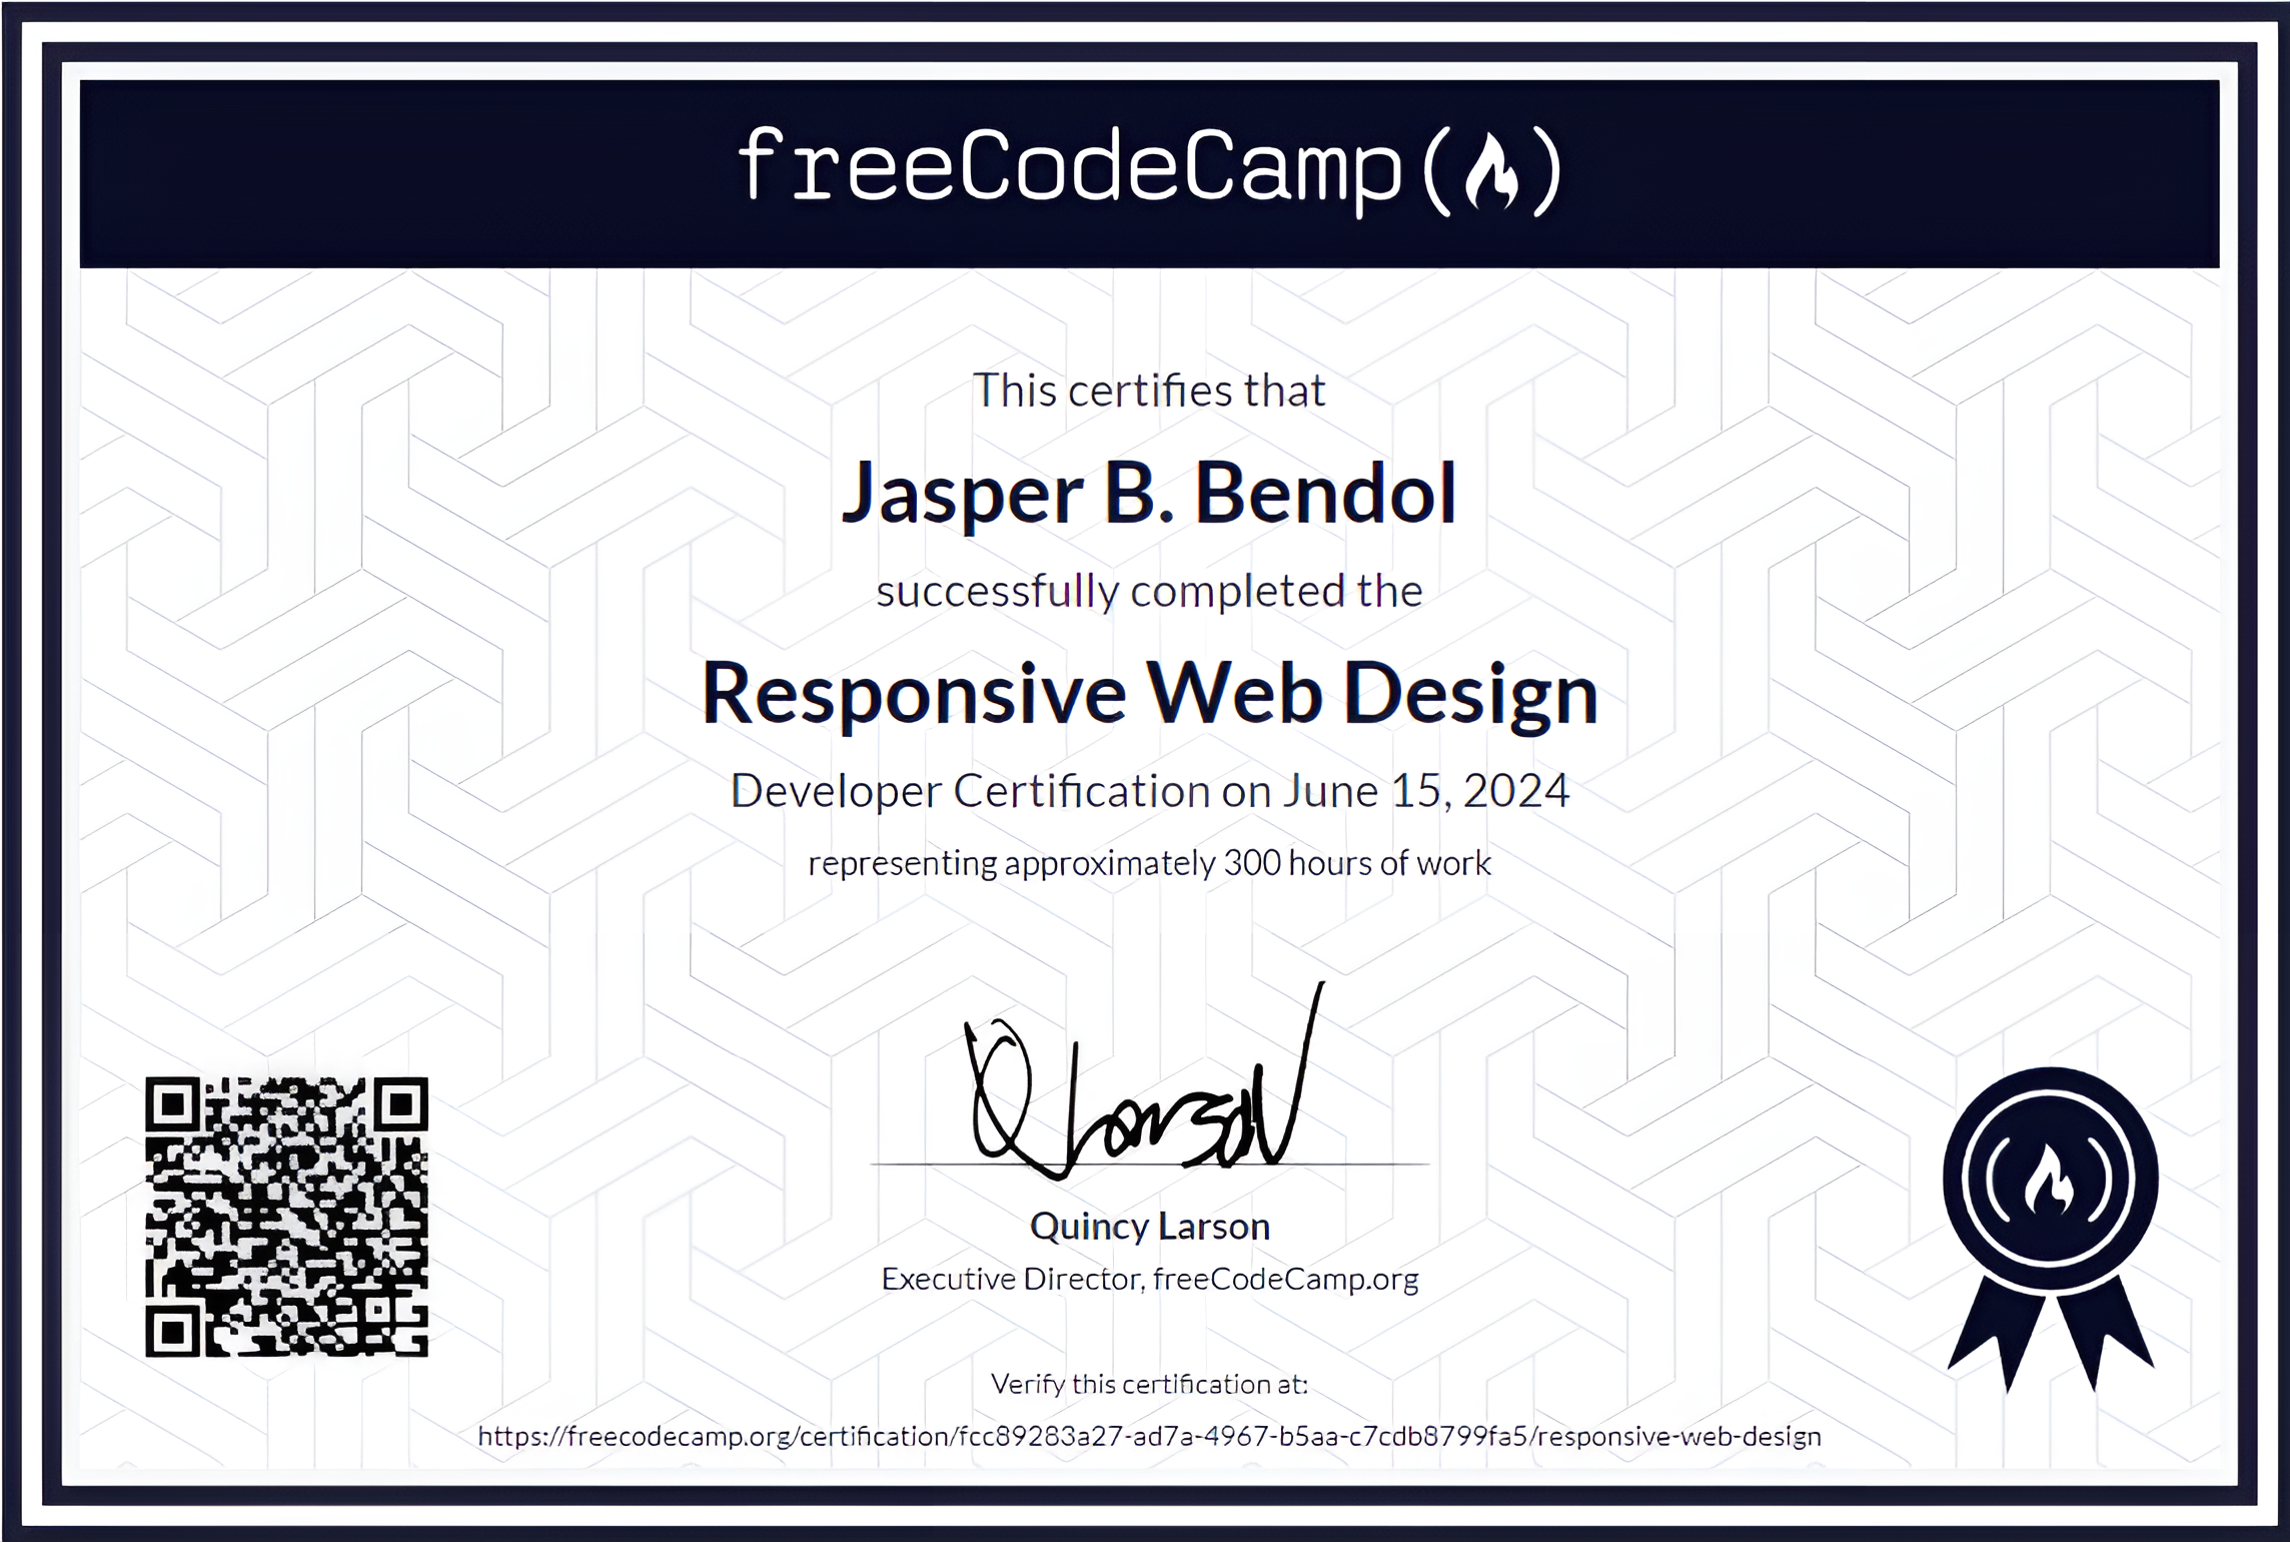 freeCodeCamp
This certifies that
Jasper B. Bendol
successfully completed the
Responsive Web Design
Developer Certification on June 15, 2024
representing approximately 300 hours of work
QLarson
Quincy Larson
Executive Director, freeCodeCamp.org
Verify this certification at:
https://freecodecamp.org/certification/fcc89283a27-ad7a-4967-b5aa-c7cdb8799fa5/responsive-web-design